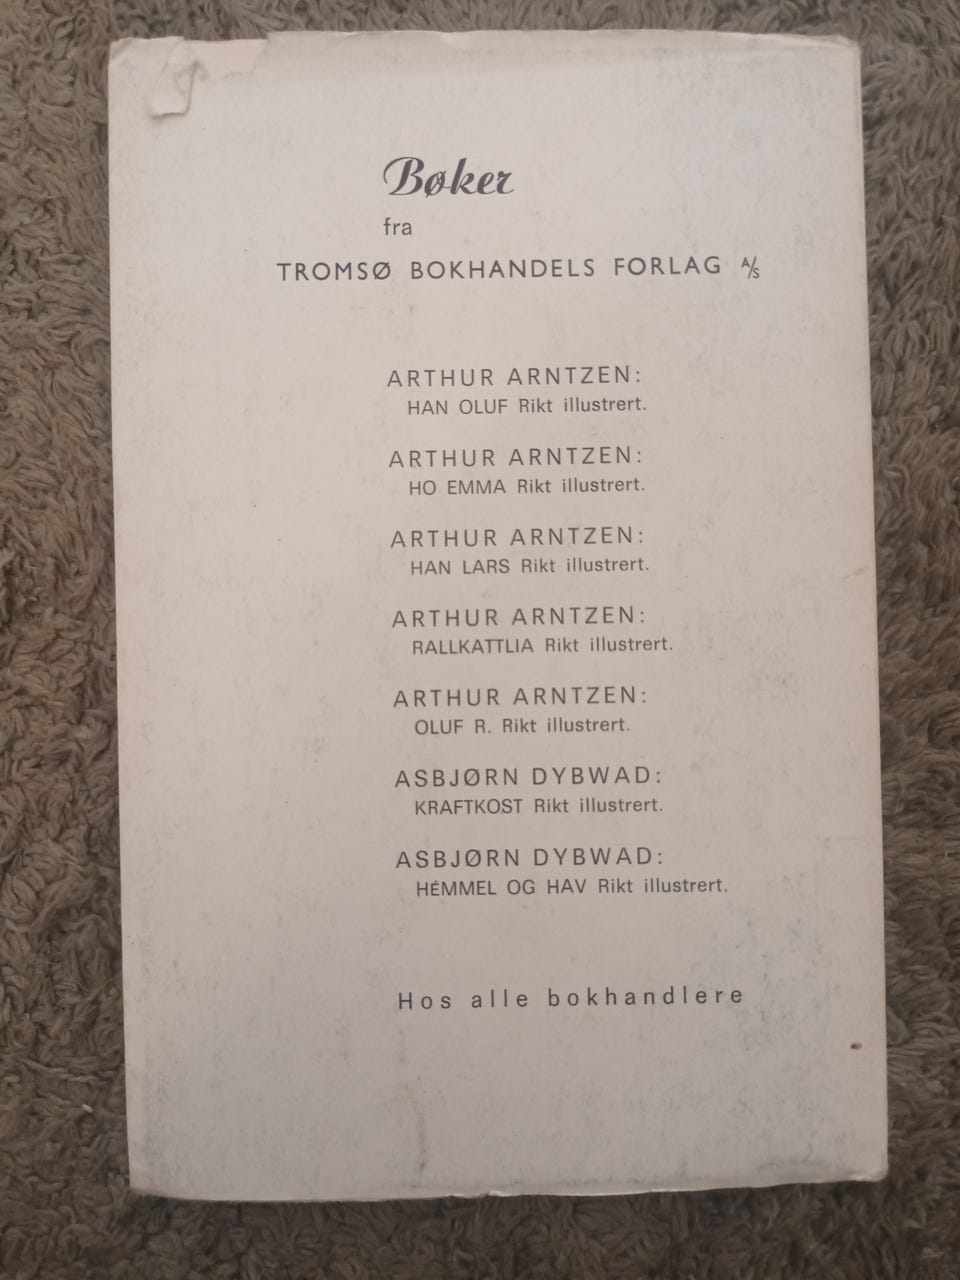 Bøker
fra
TROMSØ BOKHANDELS FORLAG A/S
ARTHUR ARNTZEN:
HAN OLUF Rikt illustrert.
ARTHUR ARNTZEN:
HO EMMA Rikt illustrert.
ARTHUR ARNTZEN:
HAN LARS Rikt illustrert.
ARTHUR ARNTZEN:
RALLKATTLIA Rikt illustrert.
ARTHUR ARNTZEN:
OLUF R. Rikt illustrert.
ASBJØRN DYBWAD:
KRAFTKOST Rikt illustrert.
ASBJØRN DYBWAD:
HÉMMEL OG HAV Rikt illustrert.
Hos alle bokhandlere